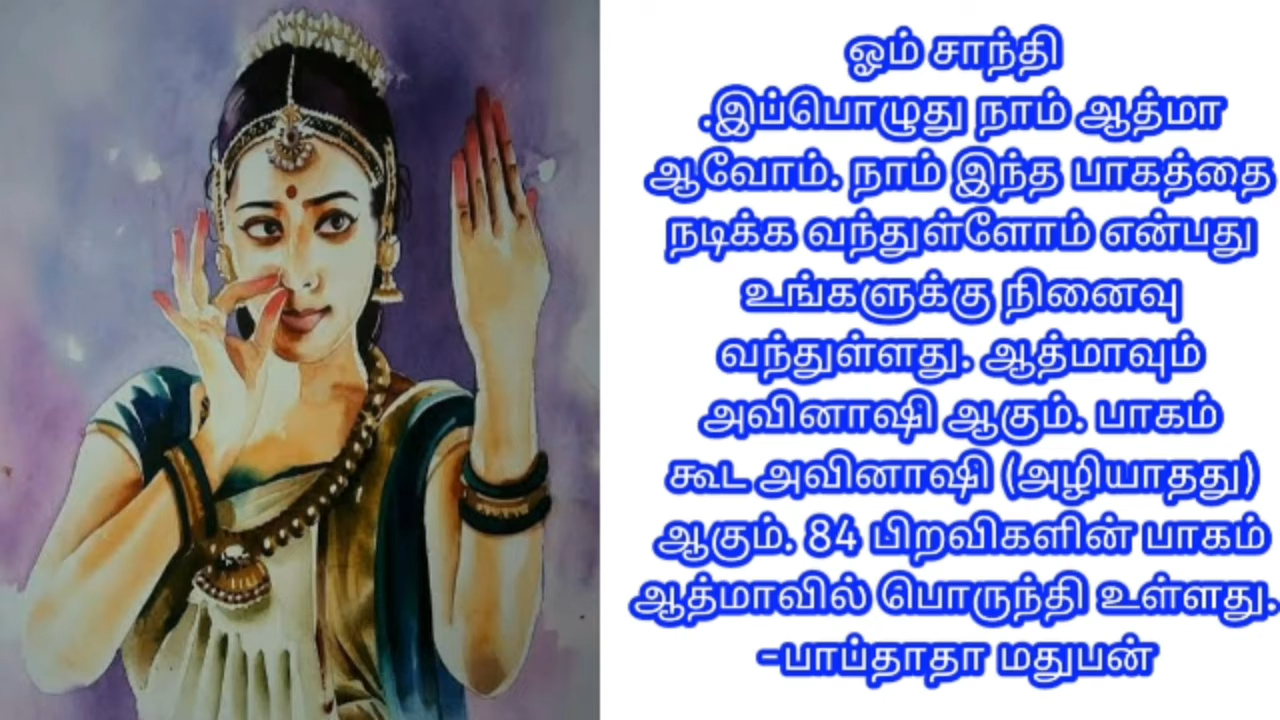 ஓம் சாந்தி
.இப்பொழுது நாம் ஆத்மா
ஆவோம். நாம் இந்த பாகத்தை
நடிக்க வந்துள்ளோம் என்பது
உங்களுக்கு நினைவு
வந்துள்ளது. ஆத்மாவும்
அவினாஷி ஆகும். பாகம்
கூட அவினாஷி (அழியாதது)
ஆகும். 84 பிறவிகளின் பாகம்
ஆத்மாவில் பொருந்தி உள்ளது.
-பாப்தாதா மதுபன்